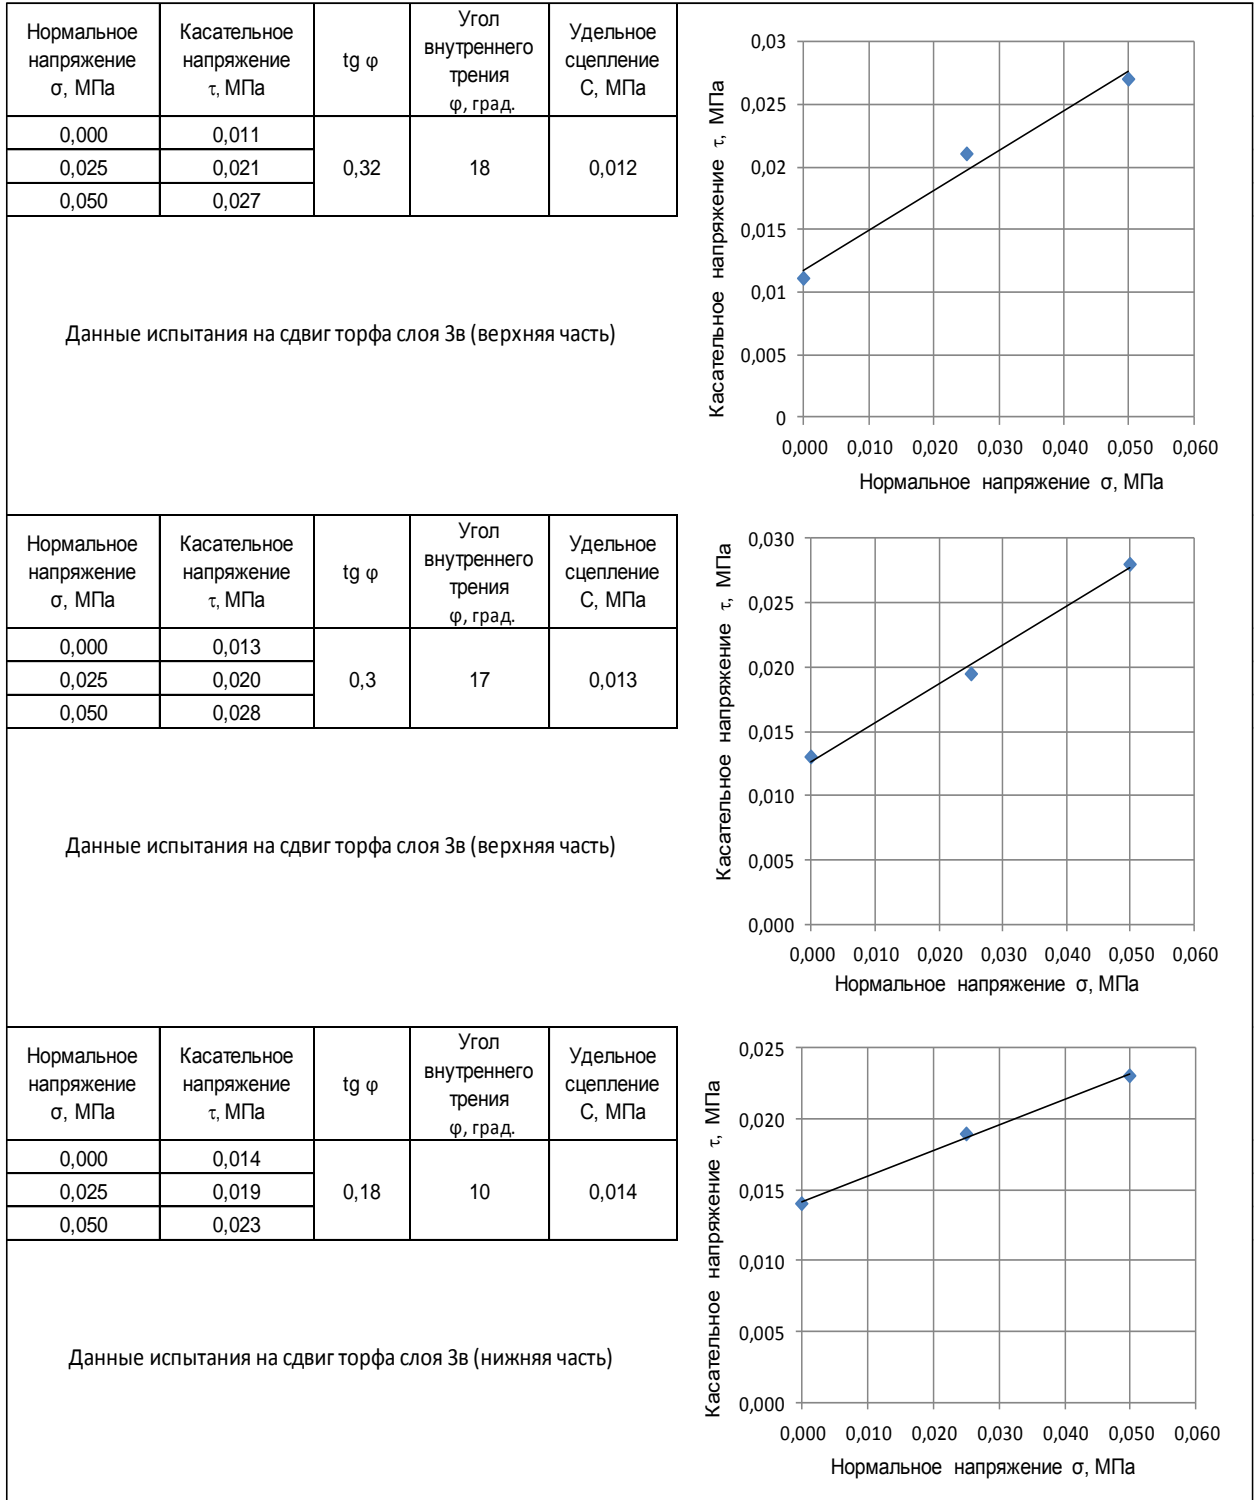 Нормальное
напряжение
σ, МПа
Касательное
напряжение
τ, МПа
tg φ
Угол
внутреннего
трения
φ, град.
Удельное
сцепление
С, МПа
0,000 0,011
0,025 0,021 0,32 18 0,012
0,050 0,027
Данные испытания на сдвиг торфа слоя 3в (верхняя часть)
Касательное напряжение τ, МПа
0,03
0,025
0,02
0,015
0,01
0,005
0
0,000 0,010 0,020 0,030 0,040 0,050 0,060
Нормальное напряжение σ, МПа
Нормальное
напряжение
σ, МПа
Касательное
напряжение
τ, МПа
tg φ
Угол
внутреннего
трения
φ, град.
Удельное
сцепление
С, МПа
0,000 0,013
0,025 0,020 0,3 17 0,013
0,050 0,028
Данные испытания на сдвиг торфа слоя 3в (верхняя часть)
Касательное напряжение τ, МПа
0,030
0,025
0,020
0,015
0,010
0,005
0,000
0,000 0,010 0,020 0,030 0,040 0,050 0,060
Нормальное напряжение σ, МПа
Нормальное
напряжение
σ, МПа
Касательное
напряжение
τ, МПа
tg φ
Угол
внутреннего
трения
φ, град.
Удельное
сцепление
С, МПа
0,000 0,014
0,025 0,019 0,18 10 0,014
0,050 0,023
Данные испытания на сдвиг торфа слоя 3в (нижняя часть)
Касательное напряжение τ, МПа
0,025
0,020
0,015
0,010
0,005
0,000
0,000 0,010 0,020 0,030 0,040 0,050 0,060
Нормальное напряжение σ, МПа